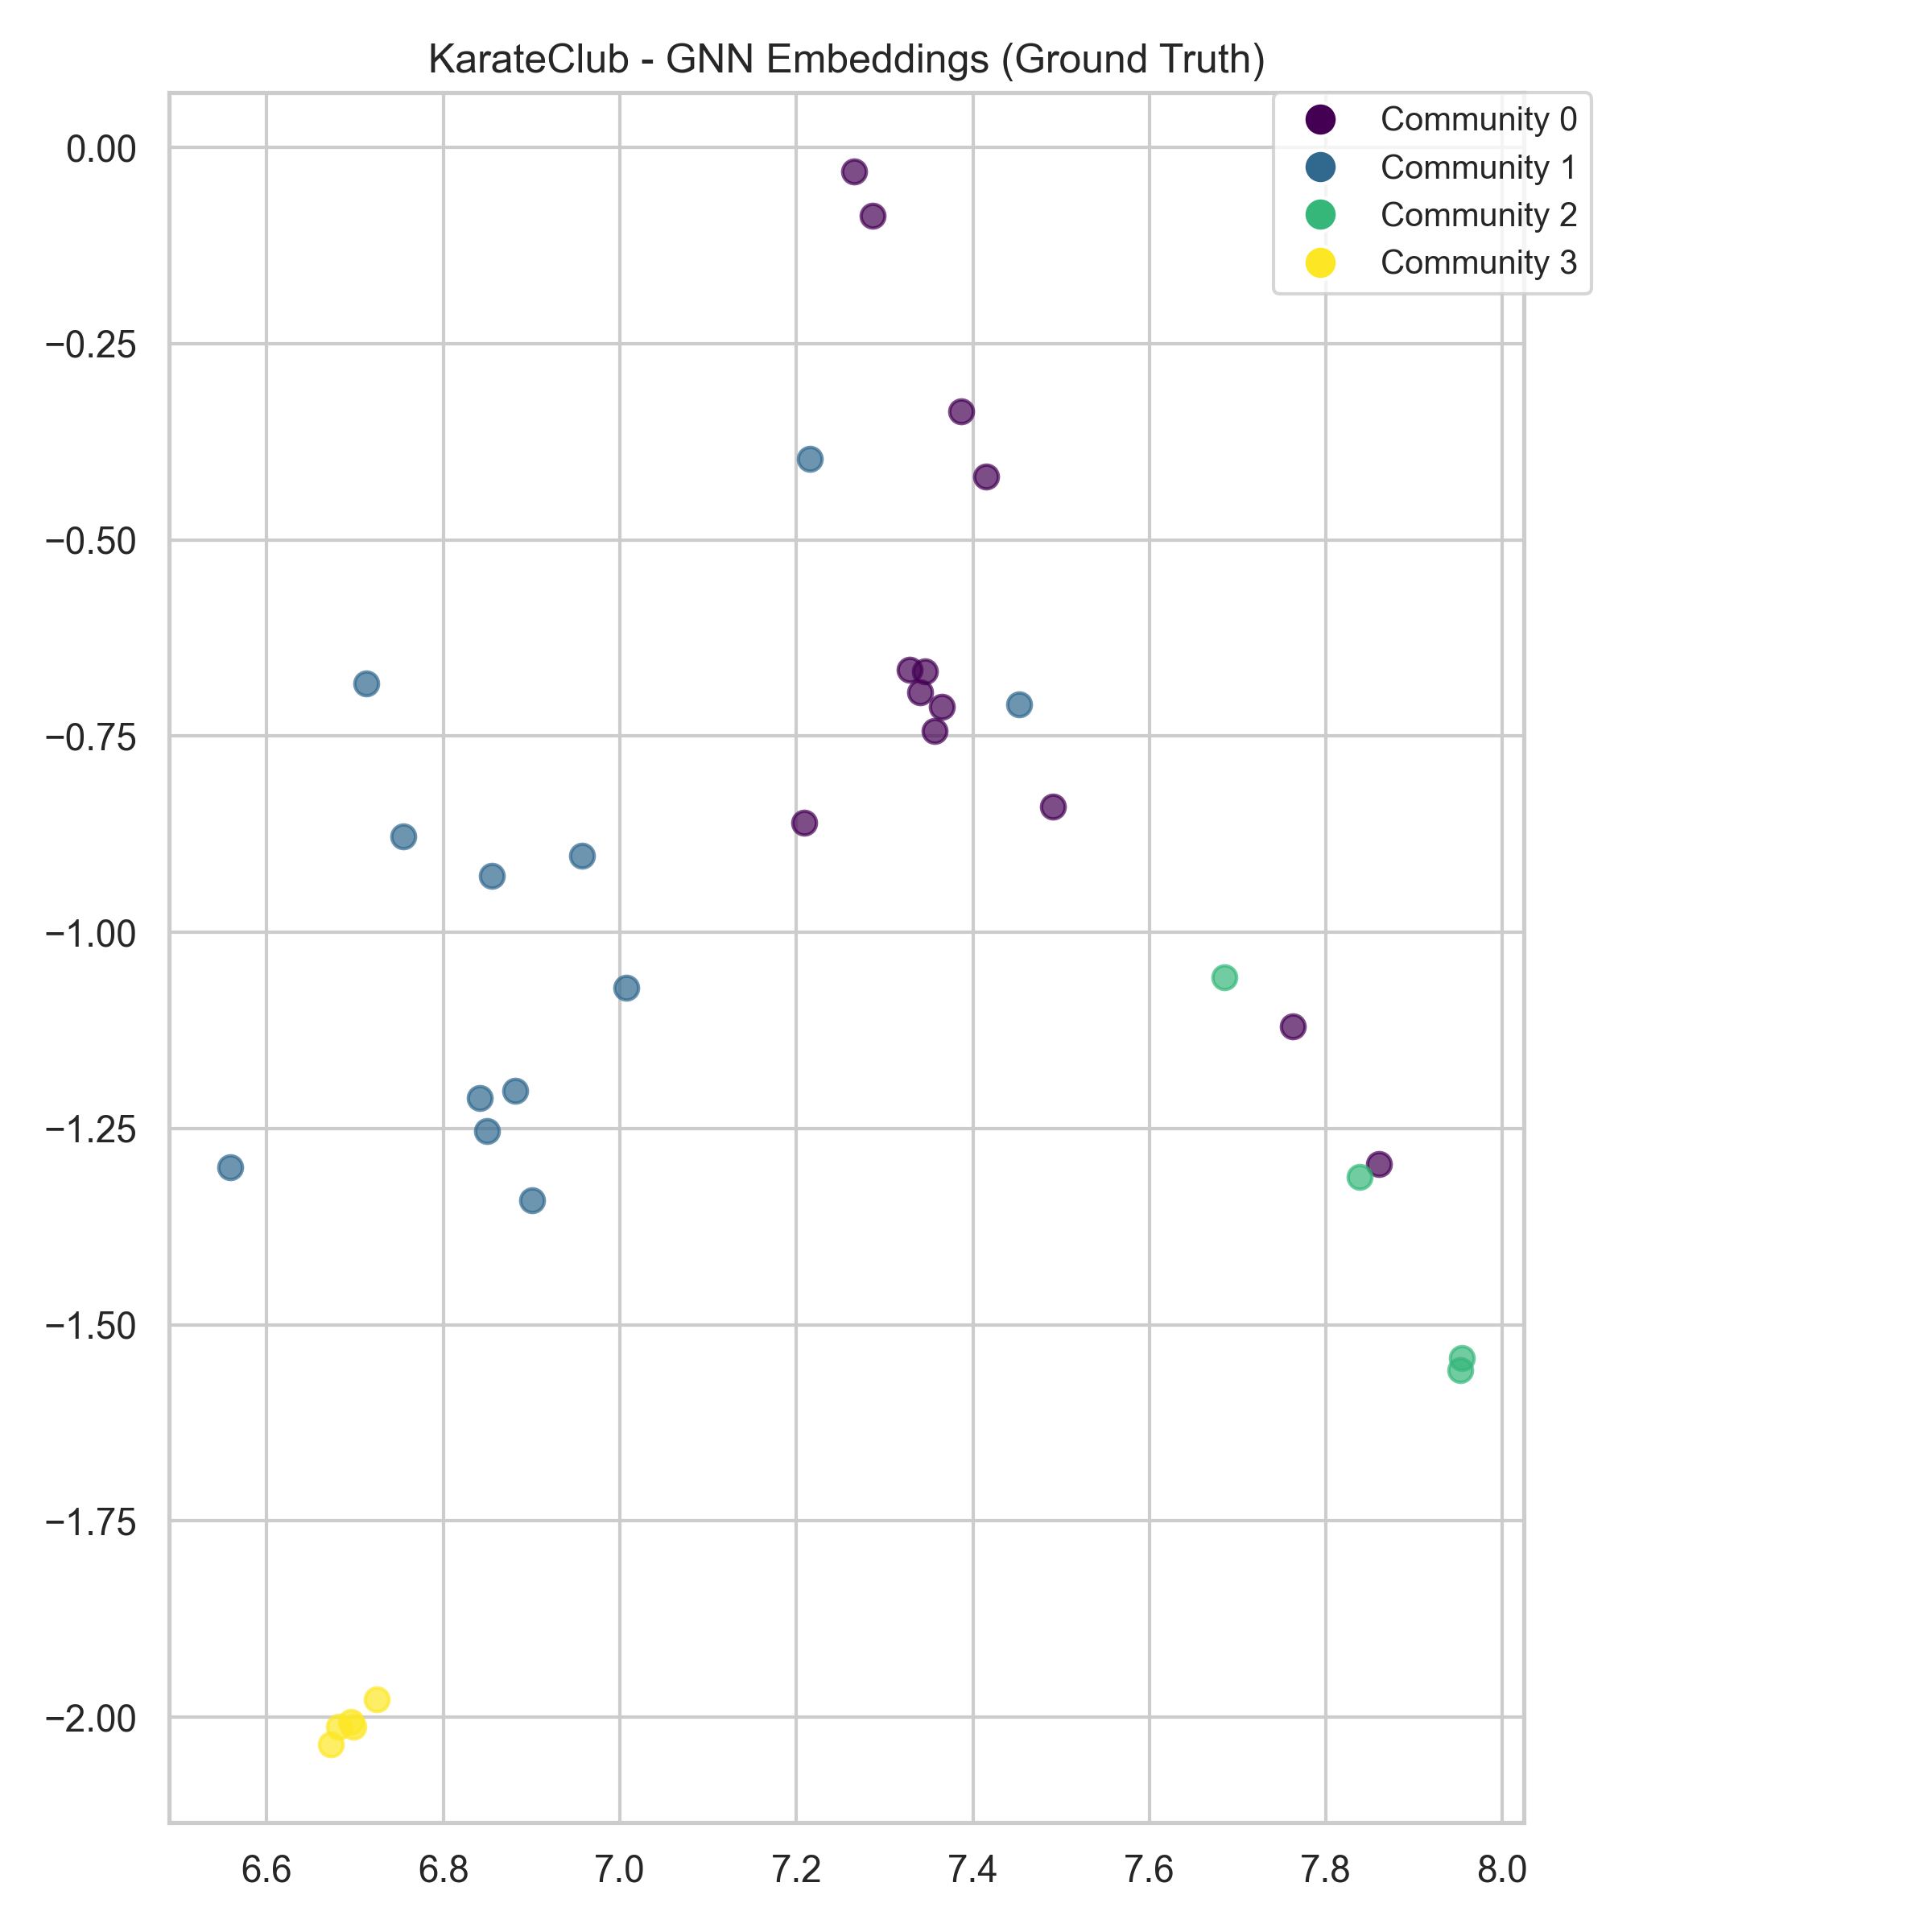 KarateClub - GNN Embeddings (Ground Truth)
Community 0
Community 1
Community 2
Community 3
0.00
−0.25
−0.50
−0.75
−1.00
−1.25
−1.50
−1.75
−2.00
6.6 6.8 7.0 7.2 7.4 7.6 7.8 8.0